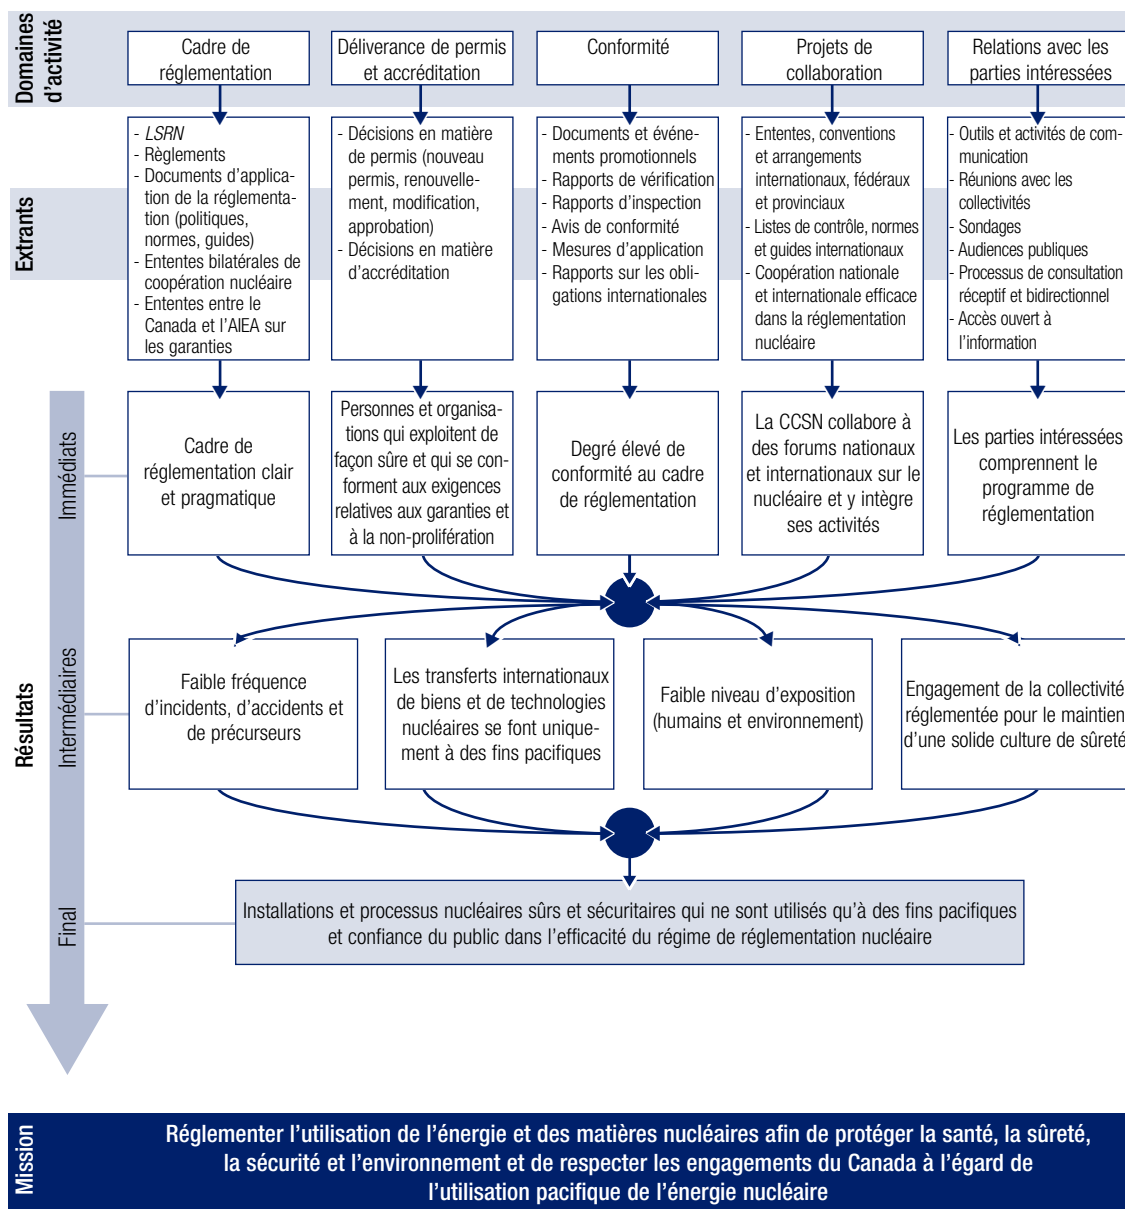 Domaines
d'activité
Cadre de
réglementation
Déliverance de permis
et accréditation
Conformité
Projets de
collaboration
Relations avec les
parties intéressées
Extrants
- LSRN
- Règlements
- Documents d'applica-
tion de la réglementa-
tion (politiques,
normes, guides)
- Ententes bilatérales de
coopération nucléaire
- Ententes entre le
Canada et l'AIEA sur
les garanties
- Décisions en matière
de permis (nouveau
permis, renouvelle-
ment, modification,
approbation)
- Décisions en matière
d'accréditation
- Documents et événe-
ments promotionnels
- Rapports de vérification
- Rapports d'inspection
- Avis de conformité
- Mesures d'application
- Rapports sur les obli-
gations internationales
- Ententes, conventions
et arrangements
internationaux, fédéraux
et provinciaux
- Listes de contrôle, normes
et guides internationaux
- Coopération nationale
et internationale efficace
dans la réglementation
nucléaire
- Outils et activités de com-
munication
- Réunions avec les
collectivités
- Sondages
- Audiences publiques
- Processus de consultation
réceptif et bidirectionnel
- Accès ouvert à
l'information
Résultats
Immédiats
Cadre de
réglementation clair
et pragmatique
Personnes et organisa-
tions qui exploitent de
façon sûre et qui se con-
forment aux exigences
relatives aux garanties et
à la non-prolifération
Degré élevé de
conformité au cadre
de réglementation
La CCSN collabore à
des forums nationaux
et internationaux sur le
nucléaire et y intègre
ses activités
Les parties intéressées
comprennent le
programme de
réglementation
Intermédiaires
Faible fréquence
d'incidents, d'accidents et
de précurseurs
Les transferts internationaux
de biens et de technologies
nucléaires se font unique-
ment à des fins pacifiques
Faible niveau d'exposition
(humains et environnement)
Engagement de la collectivité
réglementée pour le maintien
d'une solide culture de sûreté
Final
Installations et processus nucléaires sûrs et sécuritaires qui ne sont utilisés qu'à des fins pacifiques
et confiance du public dans l'efficacité du régime de réglementation nucléaire
Mission
Réglementer l'utilisation de l'énergie et des matières nucléaires afin de protéger la santé, la sûreté,
la sécurité et l'environnement et de respecter les engagements du Canada à l'égard de
l'utilisation pacifique de l'énergie nucléaire